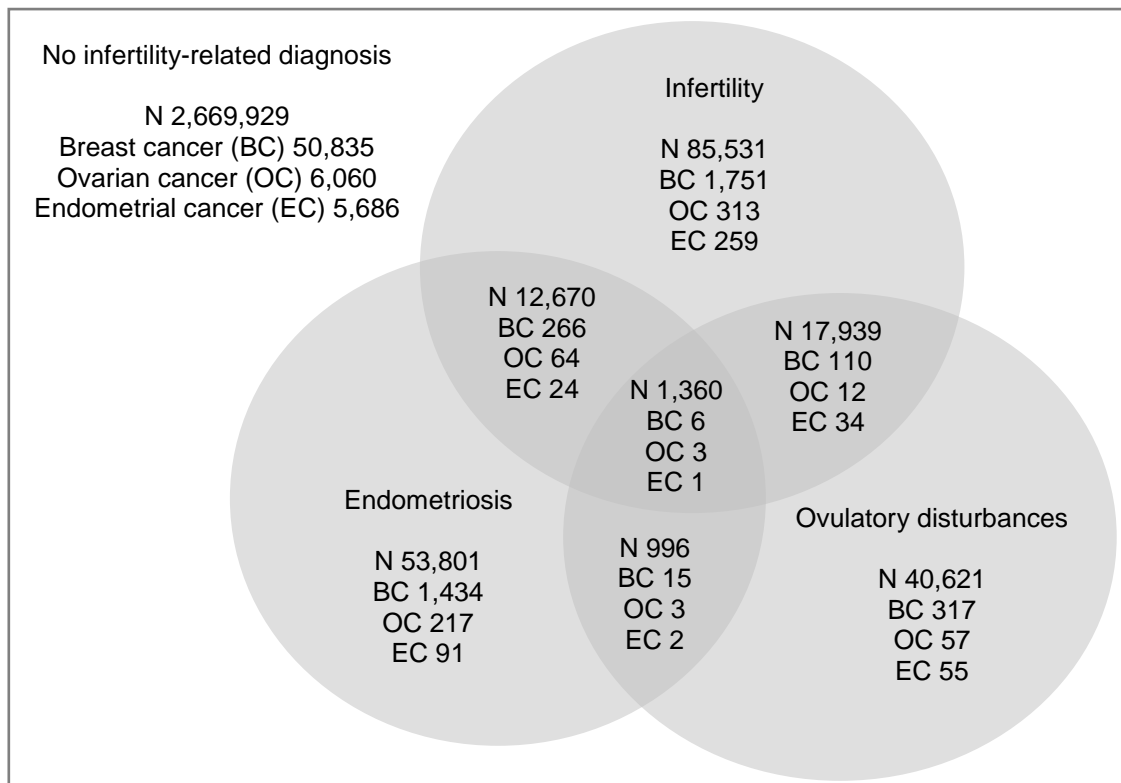 No infertility-related diagnosis
N 2,669,929
Breast cancer (BC) 50,835
Ovarian cancer (OC) 6,060
Endometrial cancer (EC) 5,686
Infertility
N 85,531
BC 1,751
OC 313
EC 259
N 12,670
BC 266
OC 64
EC 24
N 17,939
BC 110
OC 12
EC 34
N 1,360
BC 6
OC 3
EC 1
Endometriosis
N 53,801
BC 1,434
OC 217
EC 91
N 996
BC 15
OC 3
EC 2
Ovulatory disturbances
N 40,621
BC 317
OC 57
EC 55